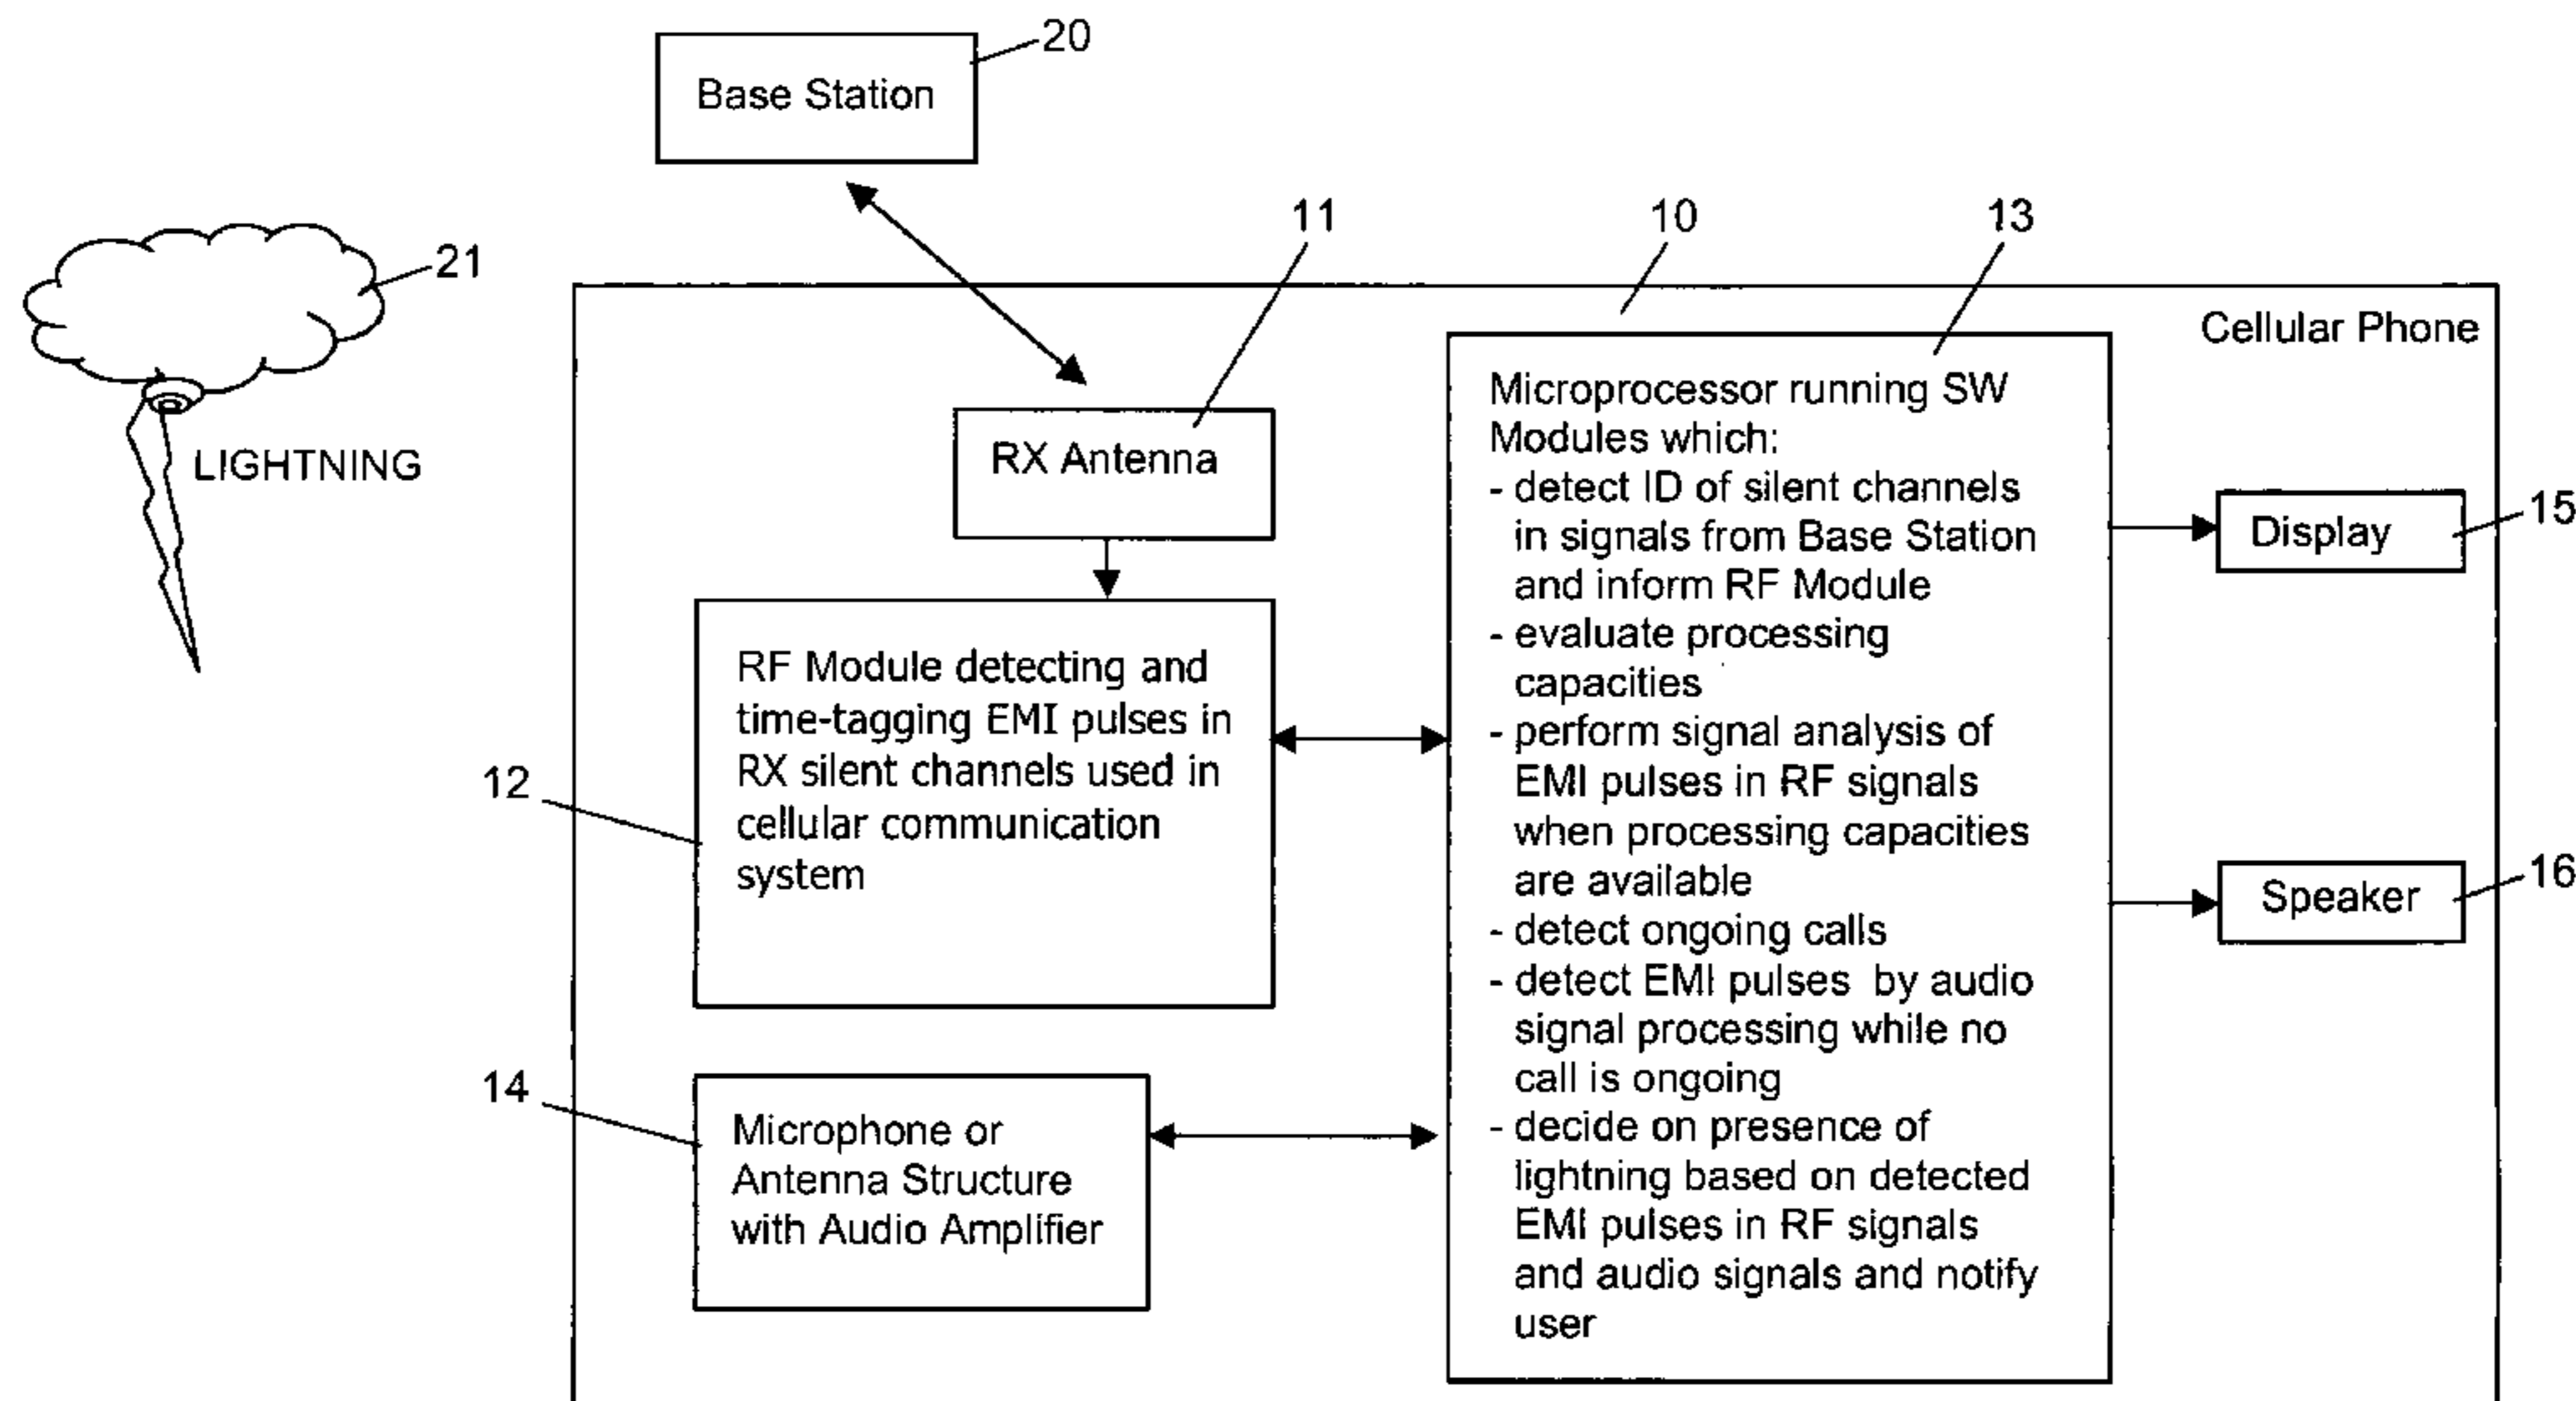 20
Base Station
11
10
13
21
Cellular Phone
LIGHTNING
RX Antenna
Microprocessor running SW
Modules which:
- detect ID of silent channels
in signals from Base Station
and inform RF Module
- evaluate processing
capacities
- perform signal analysis of
EMI pulses in RF signals
when processing capacities
are available
- detect ongoing calls
- detect EMI pulses by audio
signal processing while no
call is ongoing
- decide on presence of
lightning based on detected
EMI pulses in RF signals
and audio signals and notify
user
15
Display
12
RF Module detecting and
time-tagging EMI pulses in
RX silent channels used in
cellular communication
system
16
Speaker
14
Microphone or
Antenna Structure
with Audio Amplifier